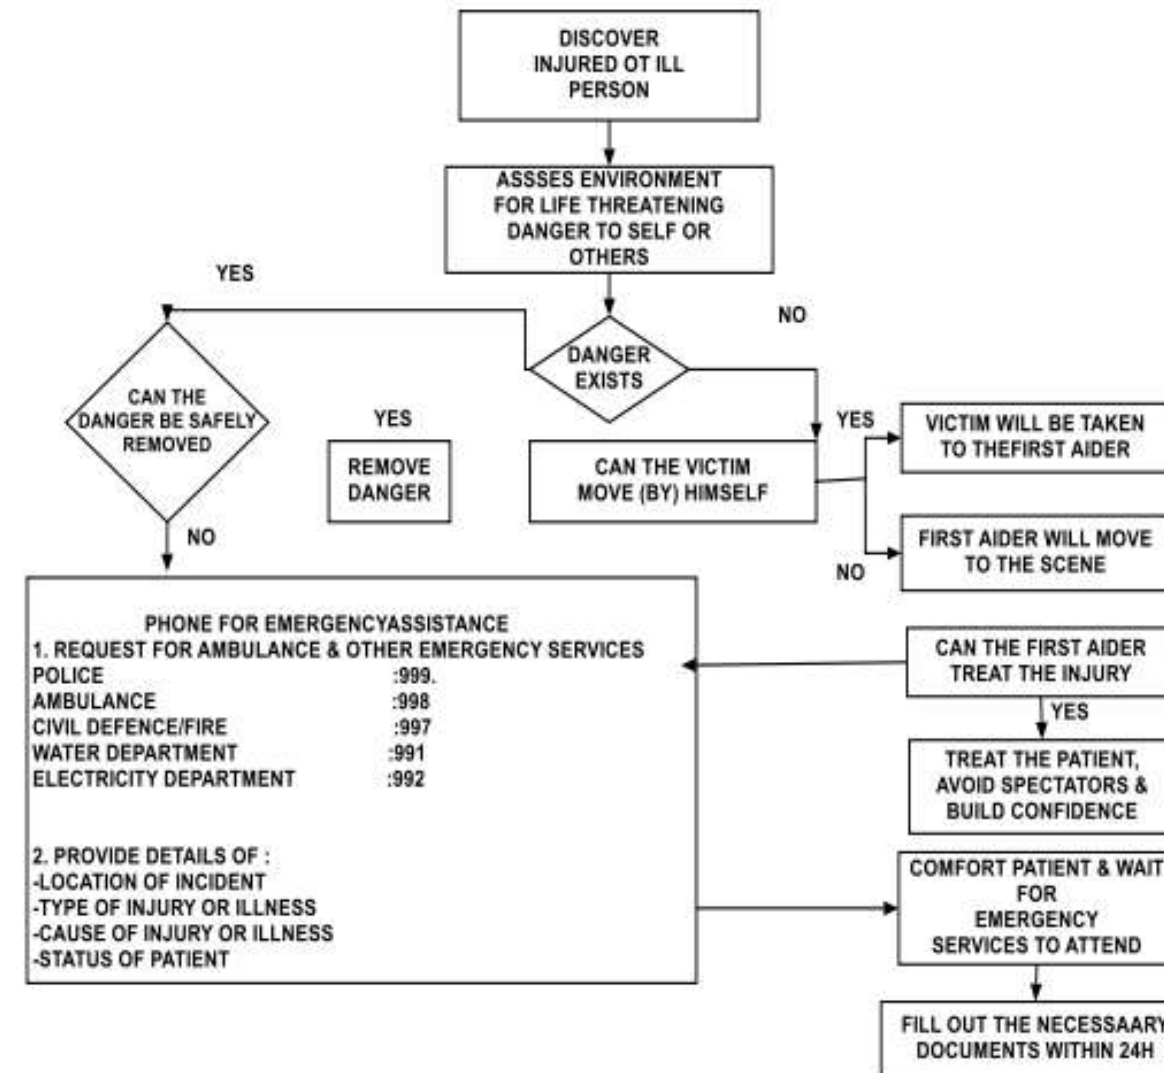 DISCOVER
INJURED OT ILL
PERSON
ASSSES ENVIRONMENT
FOR LIFE THREATENING
DANGER TO SELF OR
OTHERS
YES
NO
DANGER
EXISTS
CAN THE
DANGER BE SAFELY
REMOVED
YES
REMOVE
DANGER
CAN THE VICTIM
MOVE (BY) HIMSELF
YES
VICTIM WILL BE TAKEN
TO THEFIRST AIDER
NO
FIRST AIDER WILL MOVE
TO THE SCENE
NO
PHONE FOR EMERGENCYASSISTANCE
1. REQUEST FOR AMBULANCE & OTHER EMERGENCY SERVICES
POLICE :999.
AMBULANCE :998
CIVIL DEFENCE/FIRE :997
WATER DEPARTMENT :991
ELECTRICITY DEPARTMENT :992
2. PROVIDE DETAILS OF :
-LOCATION OF INCIDENT
-TYPE OF INJURY OR ILLNESS
-CAUSE OF INJURY OR ILLNESS
-STATUS OF PATIENT
CAN THE FIRST AIDER
TREAT THE INJURY
YES
TREAT THE PATIENT,
AVOID SPECTATORS &
BUILD CONFIDENCE
COMFORT PATIENT & WAIT
FOR
EMERGENCY
SERVICES TO ATTEND
FILL OUT THE NECESSAARY
DOCUMENTS WITHIN 24H